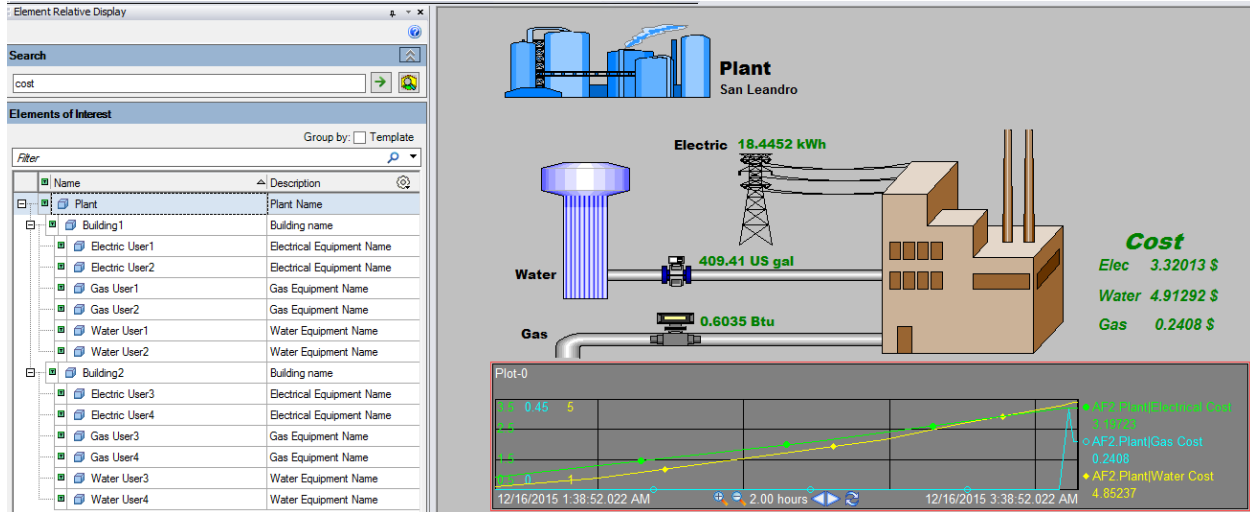 Element Relative Display
Search
cost
Elements of Interest
Group by: Template
Filter
Name Description
Plant Plant Name
Building1 Building name
Electric User1 Electrical Equipment Name
Electric User2 Electrical Equipment Name
Gas User1 Gas Equipment Name
Gas User2 Gas Equipment Name
Water User1 Water Equipment Name
Water User2 Water Equipment Name
Building2 Building name
Electric User3 Electrical Equipment Name
Electric User4 Electrical Equipment Name
Gas User3 Gas Equipment Name
Gas User4 Gas Equipment Name
Water User3 Water Equipment Name
Water User4 Water Equipment Name
Plant
San Leandro
Electric 18.4452 kWh
Water 409.41 US gal
Gas 0.6035 Btu
Cost
Elec 3.32013 $
Water 4.91292 $
Gas 0.2408 $
Plot-0
3.5 0.45 5
2.5
1.5
0.5 0 1
12/16/2015 1:38:52.022 AM 2.00 hours 12/16/2015 3:38:52.022 AM
AF2.Plant|Electrical Cost
3.19723
AF2.Plant|Gas Cost
0.2408
AF2.Plant|Water Cost
4.85237